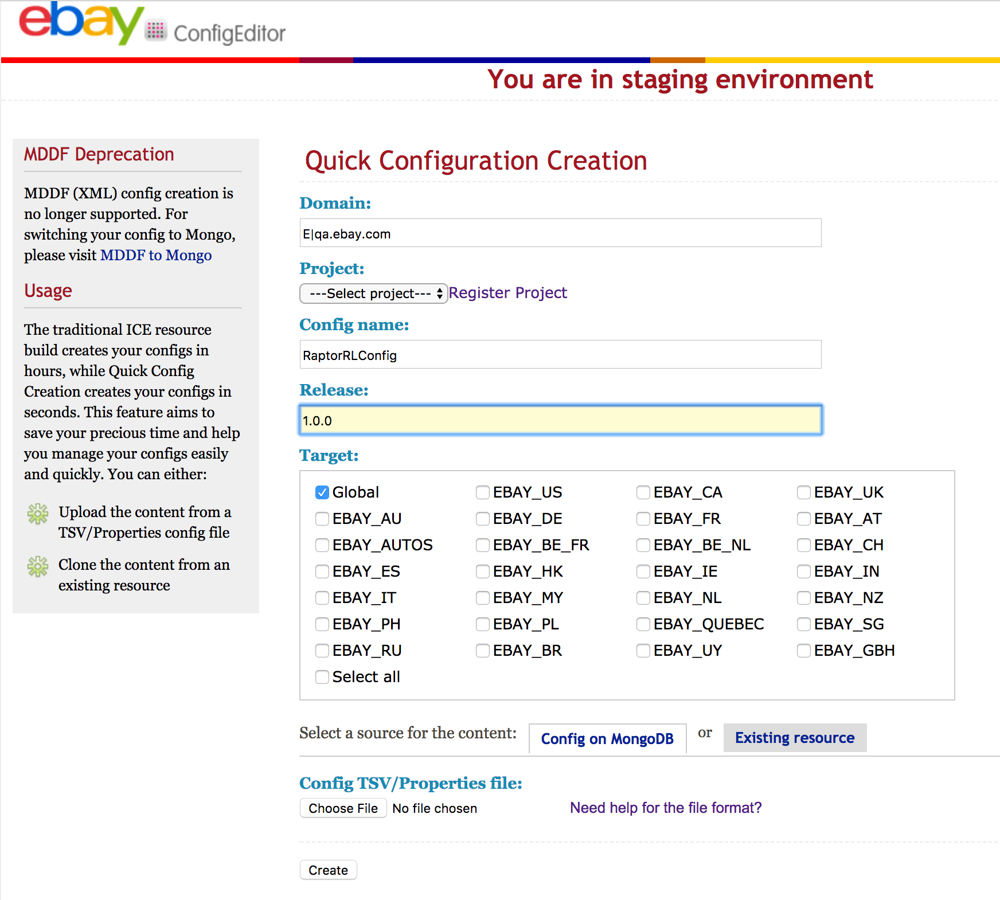 ebay ConfigEditor
You are in staging environment
MDDF Deprecation
MDDF (XML) config creation is
no longer supported. For
switching your config to Mongo,
please visit MDDF to Mongo
Usage
The traditional ICE resource
build creates your configs in
hours, while Quick Config
Creation creates your configs in
seconds. This feature aims to
save your precious time and help
you manage your configs easily
and quickly. You can either:
Upload the content from a
TSV/Properties config file
Clone the content from an
existing resource
Quick Configuration Creation
Domain:
E|qa.ebay.com
Project:
---Select project--- Register Project
Config name:
RaptorRLConfig
Release:
1.0.0
Target:
Global EBAY_US EBAY_CA EBAY_UK
EBAY_AU EBAY_DE EBAY_FR EBAY_AT
EBAY_AUTOS EBAY_BE_FR EBAY_BE_NL EBAY_CH
EBAY_ES EBAY_HK EBAY_IE EBAY_IN
EBAY_IT EBAY_MY EBAY_NL EBAY_NZ
EBAY_PH EBAY_PL EBAY_QUEBEC EBAY_SG
EBAY_RU EBAY_BR EBAY_UY EBAY_GBH
Select all
Select a source for the content: Config on MongoDB or Existing resource
Config TSV/Properties file:
Choose File No file chosen Need help for the file format?
Create